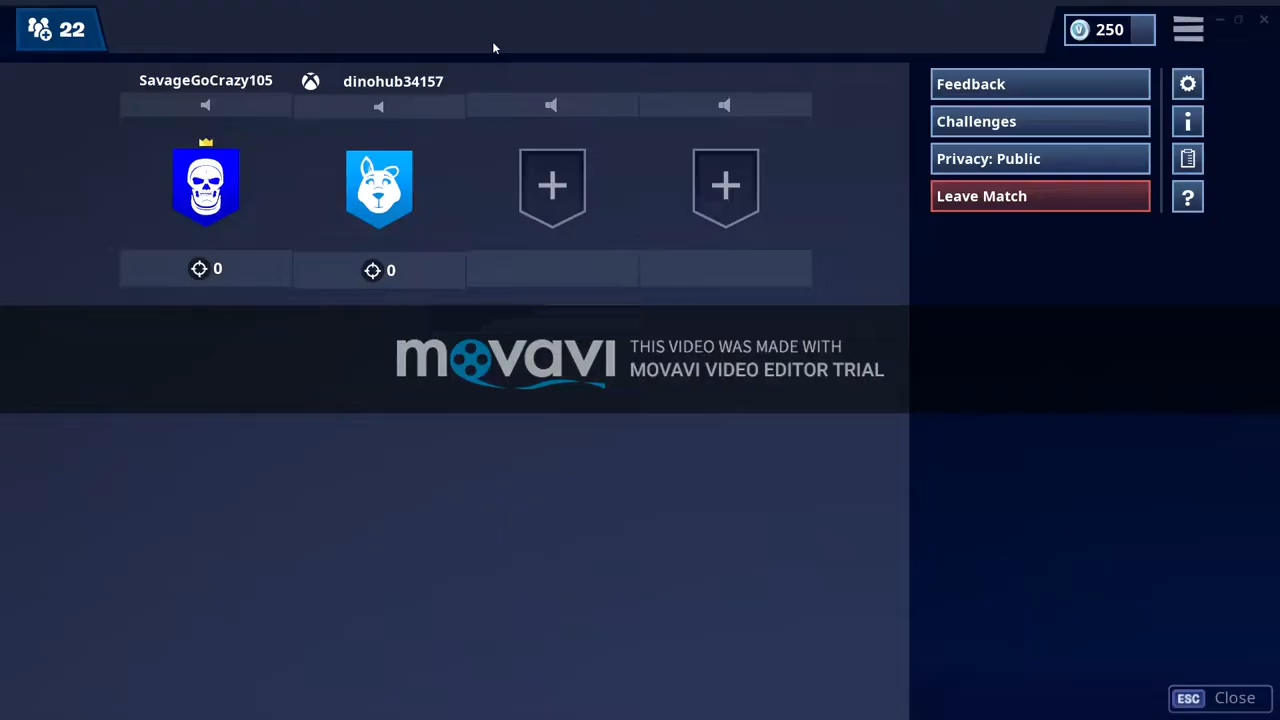 22
250
SavageGoCrazy105
dinohub34157
Feedback
Challenges
Privacy: Public
Leave Match
i
?
0
0
movavi
THIS VIDEO WAS MADE WITH
MOVAVI VIDEO EDITOR TRIAL
ESC Close